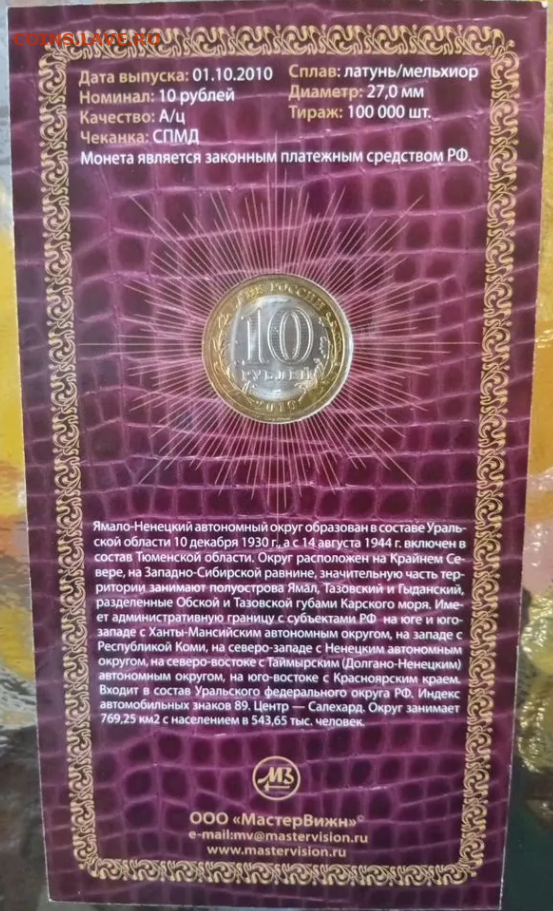 COINS.LAVE.RU
Дата выпуска: 01.10.2010
Номинал: 10 рублей
Качество: А/ц
Чеканка: СПМД
Сплав: латунь/мельхиор
Диаметр: 27,0 мм
Тираж: 100 000 шт.
Монета является законным платежным средством РФ.
БАНК РОССИИ
10
РУБЛЕЙ
2010
Ямало-Ненецкий автономный округ образован в составе Ураль-
ской области 10 декабря 1930 г., а с 14 августа 1944 г. включен в
состав Тюменской области. Округ расположен на Крайнем Се-
вере, на Западно-Сибирской равнине, значительную часть тер-
ритории занимают полуострова Ямал, Тазовский и Гыданский,
разделенные Обской и Тазовской губами Карского моря. Име-
ет административную границу с субъектами РФ на юге и юго-
западе с Ханты-Мансийским автономным округом, на западе с
Республикой Коми, на северо-западе с Ненецким автономным
округом, на северо-востоке с Таймырским (Долгано-Ненецким)
автономным округом, на юго-востоке с Красноярским краем.
Входит в состав Уральского федерального округа РФ. Индекс
автомобильных знаков 89. Центр — Салехард. Округ занимает
769,25 км2 с населением в 543,65 тыс. человек.
МЗ
ООО «МастерВижн»©
e-mail:mv@mastervision.ru
www.mastervision.ru